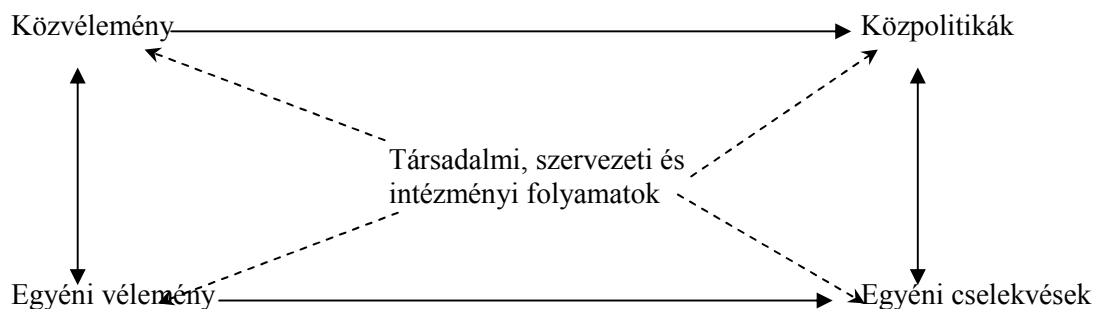 Közvélemény
Közpolitikák
Társadalmi, szervezeti és
intézményi folyamatok
Egyéni vélemény
Egyéni cselekvések